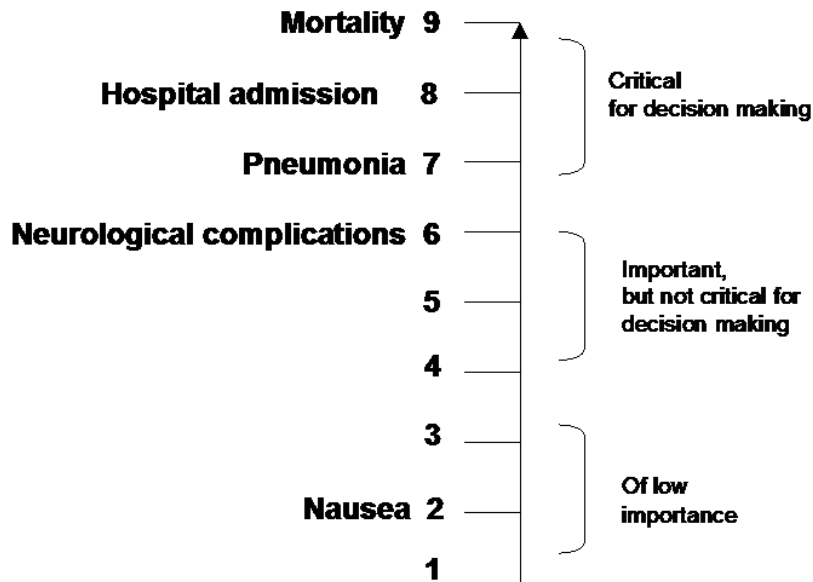 Mortality 9
Hospital admission 8
Critical
for decision making
Pneumonia 7
Neurological complications 6
Important,
but not critical for
decision making
5
4
3
Of low
importance
Nausea 2
1